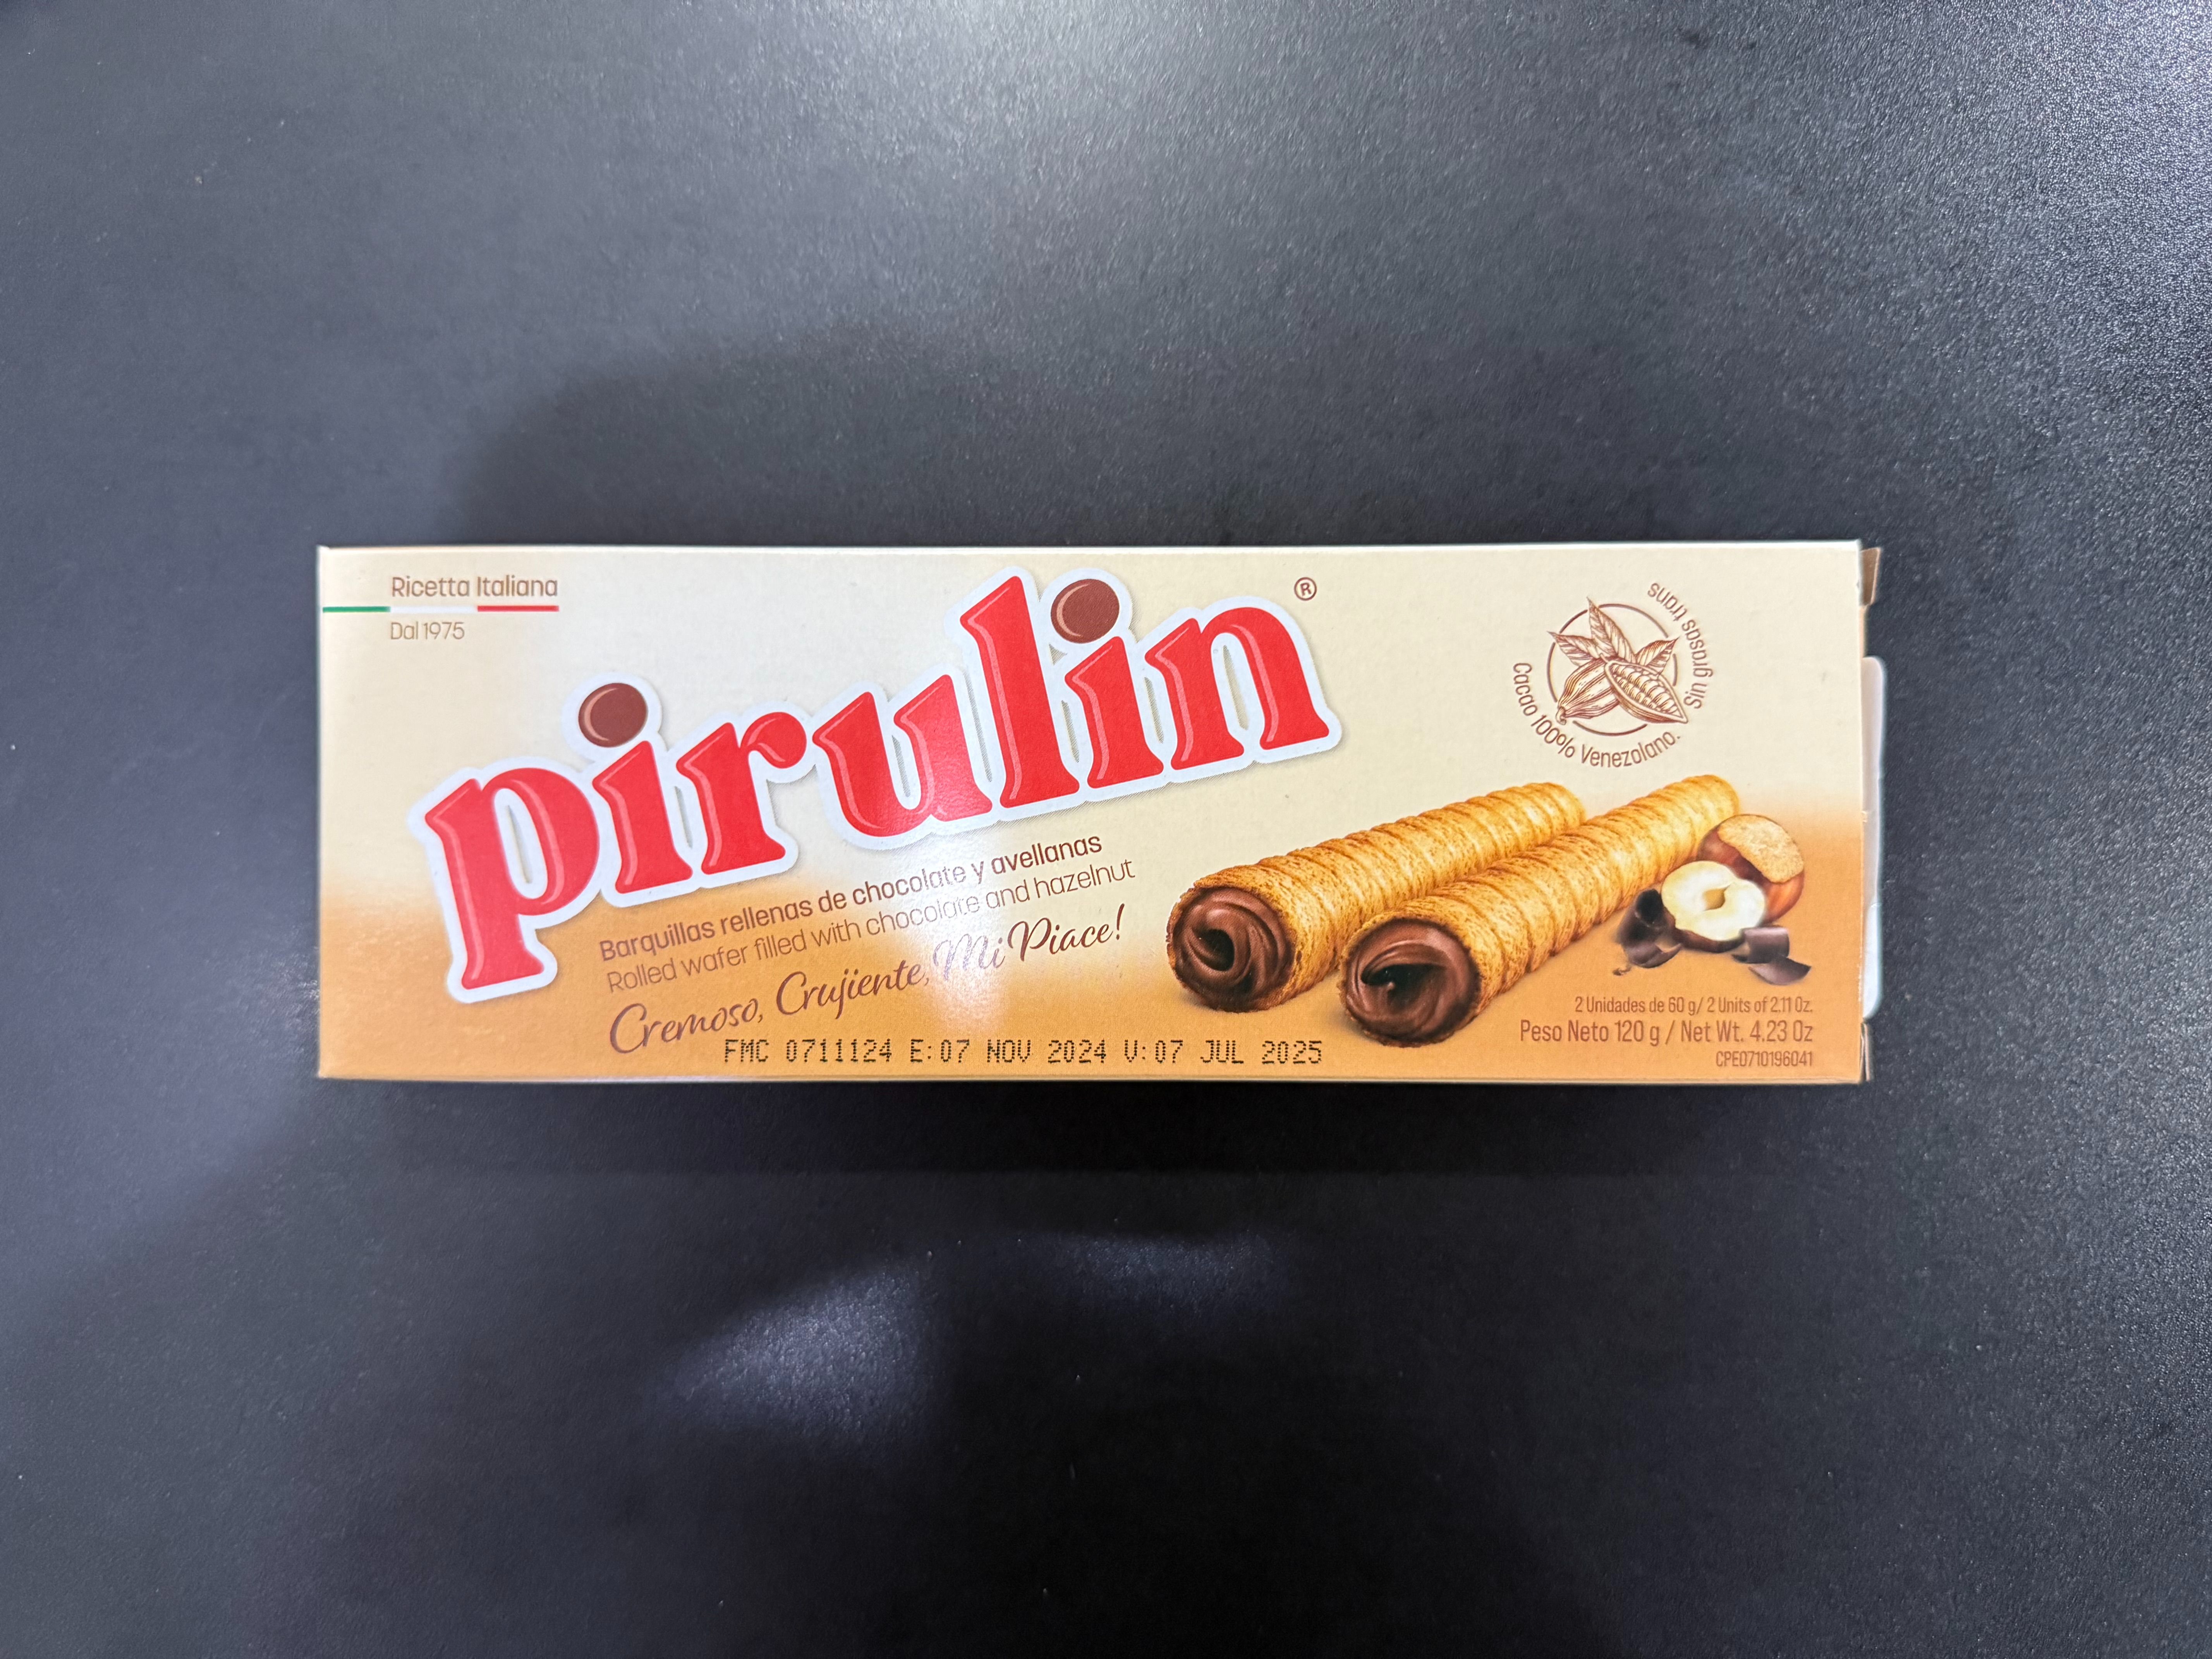 Ricetta Italiana
Dal 1975
pirulin®
Barquillas rellenas de chocolate y avellanas
Rolled wafer filled with chocolate and hazelnut
Cremoso, Crujiente, Mi Piace!
Cacao 100% Venezolano.
Sin grasas trans
2 Unidades de 60 g/ 2 Units of 2.11 Oz.
Peso Neto 120 g / Net Wt. 4.23 Oz
CPE0710196041
FMC 0711124 E:07 NOV 2024 V:07 JUL 2025